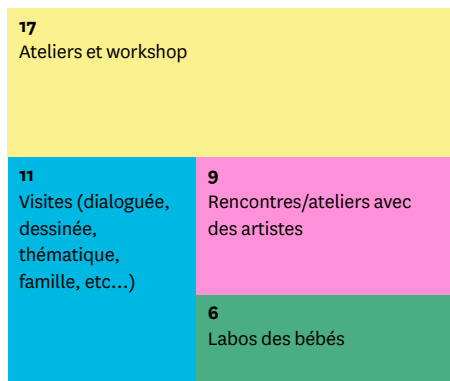 17
Ateliers et workshop
11
Visites (dialoguée,
dessinée,
thématique,
famille, etc...)
9
Rencontres/ateliers avec
des artistes
6
Labos des bébés